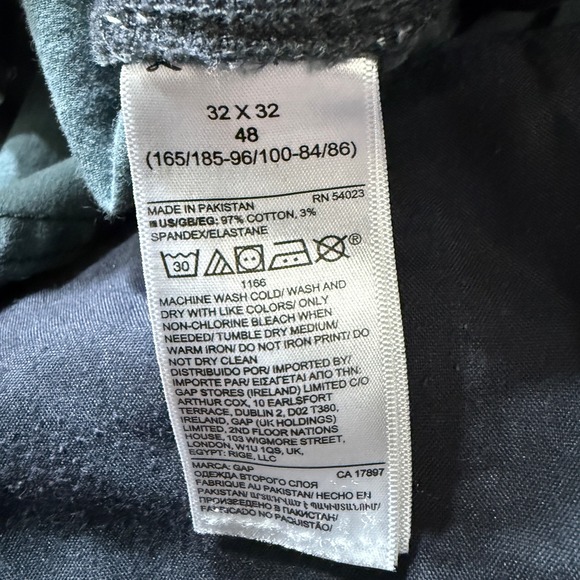 32 X 32
48
(165/185-96/100-84/86)
MADE IN PAKISTAN RN 54023
US/GB/EG: 97% COTTON, 3%
SPANDEX/ELASTANE
30 ®
1166
MACHINE WASH COLD/ WASH AND
DRY WITH LIKE COLORS/ ONLY
NON-CHLORINE BLEACH WHEN
NEEDED/ TUMBLE DRY MEDIUM/
WARM IRON/ DO NOT IRON PRINT/ DO
NOT DRY CLEAN
DISTRIBUIDO POR/ IMPORTED BY/
IMPORTE PAR/ ΕΙΣΑΓΕΤΑΙ ΑΠΟ ΤΗΝ:
GAP STORES (IRELAND) LIMITED C/O
ARTHUR COX, 10 EARLSFORT
TERRACE, DUBLIN 2, D02 T380,
IRELAND, GAP (UK HOLDINGS)
LIMITED, 2ND FLOOR NATIONS
HOUSE, 103 WIGMORE STREET,
LONDON, W1U 1QS, UK,
EGYPT: RIGE, LLC
MARCA: GAP CA 17897
ОДЕЖДА ВТОРОГО СЛОЯ
FABRIQUE AU PAKISTAN/ HECHO EN
PAKISTAN/ ԱՐՏԱԴՐՎԱԾ Է ՊԱԿԻՍՏԱՆՈՒՄ/
ПРОИЗВЕДЕНО В ПАКИСТАН/
FABRICADO NO PAQUISTÃO/